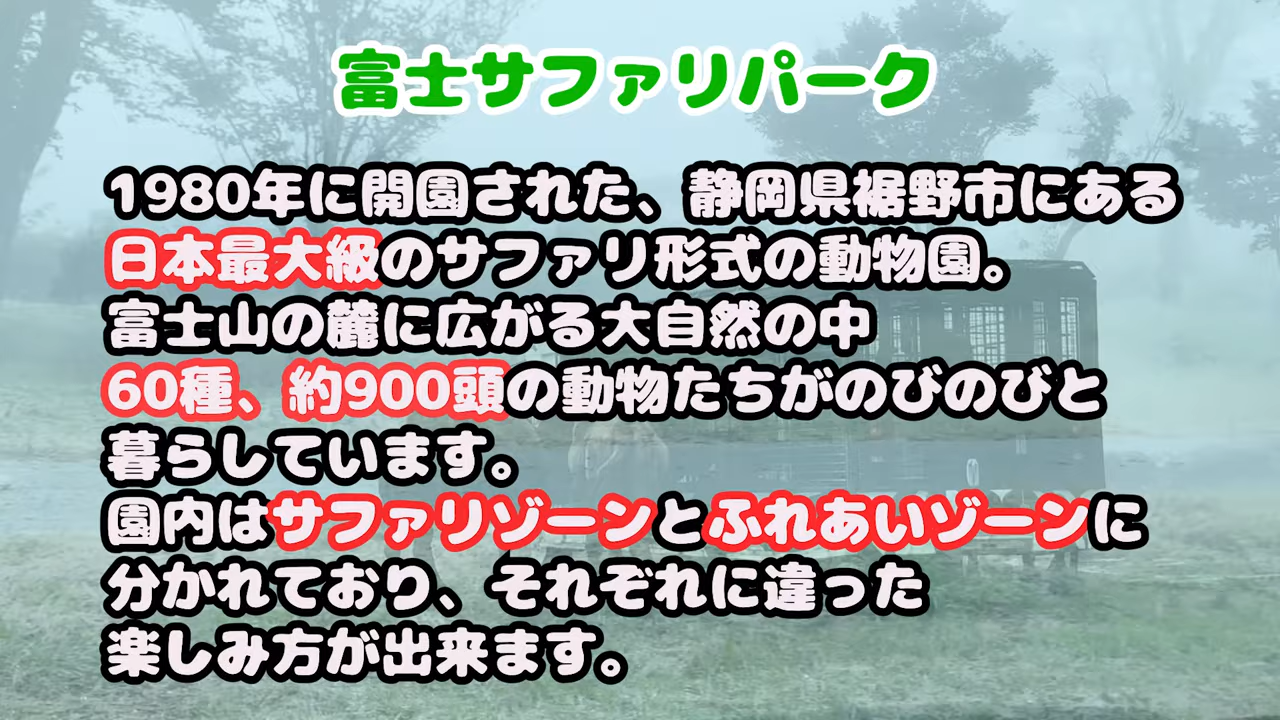 富士サファリパーク
1980年に開園された、静岡県裾野市にある
日本最大級のサファリ形式の動物園。
富士山の麓に広がる大自然の中
60種、約900頭の動物たちがのびのびと
暮らしています。
園内はサファリゾーンとふれあいゾーンに
分かれており、それぞれに違った
楽しみ方が出来ます。